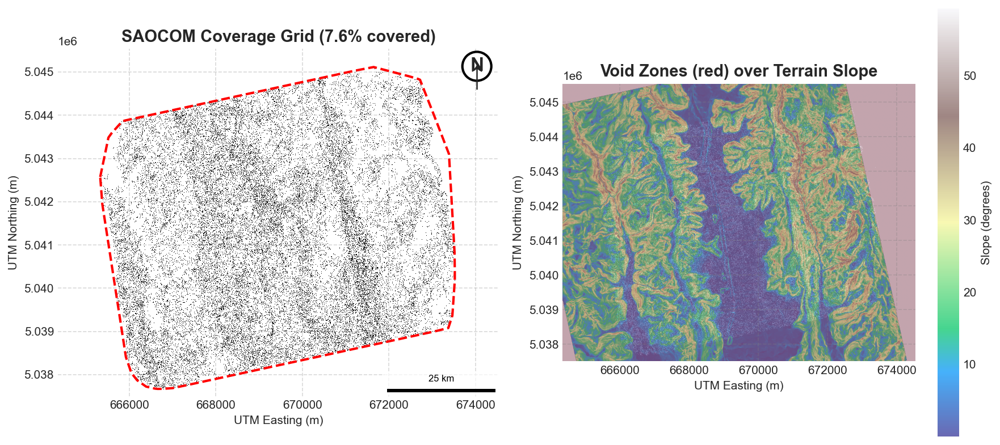 SAOCOM Coverage Grid (7.6% covered)
1e6
N
5.045
5.044
5.043
5.042
5.041
5.040
5.039
5.038
UTM Northing (m)
25 km
666000 668000 670000 672000 674000
UTM Easting (m)
Void Zones (red) over Terrain Slope
1e6
5.045
5.044
5.043
5.042
5.041
5.040
5.039
5.038
UTM Northing (m)
666000 668000 670000 672000 674000
UTM Easting (m)
50
40
30
20
10
Slope (degrees)